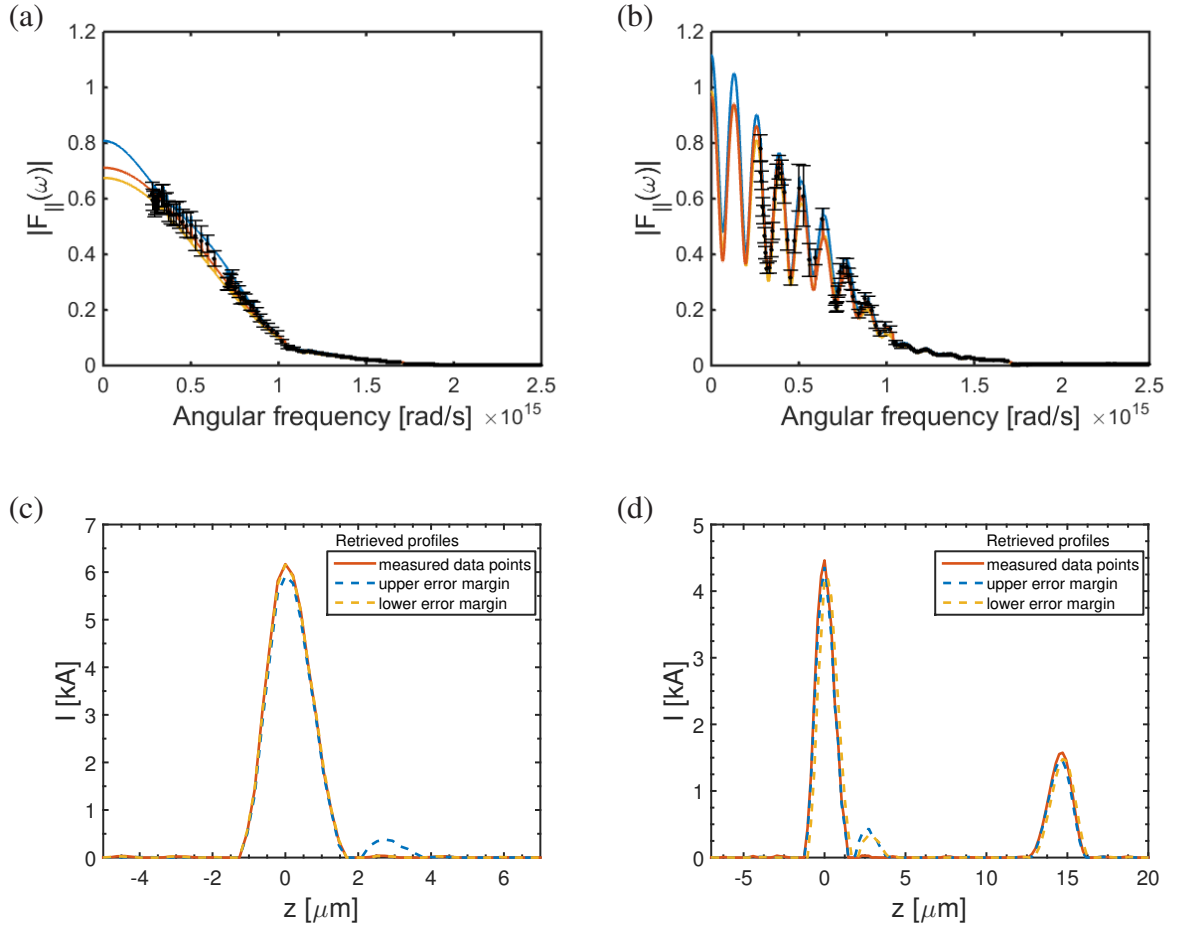 (a)
1.2
1
0.8
0.6
0.4
0.2
0
|F||(ω)|
0 0.5 1 1.5 2 2.5
Angular frequency [rad/s] ×10^15
(b)
1.2
1
0.8
0.6
0.4
0.2
0
|F||(ω)|
0 0.5 1 1.5 2 2.5
Angular frequency [rad/s] ×10^15
(c)
7
6
5
4
3
2
1
0
I [kA]
Retrieved profiles
measured data points
upper error margin
lower error margin
-4 -2 0 2 4 6
z [μm]
(d)
5
4
3
2
1
0
I [kA]
Retrieved profiles
measured data points
upper error margin
lower error margin
-5 0 5 10 15 20
z [μm]